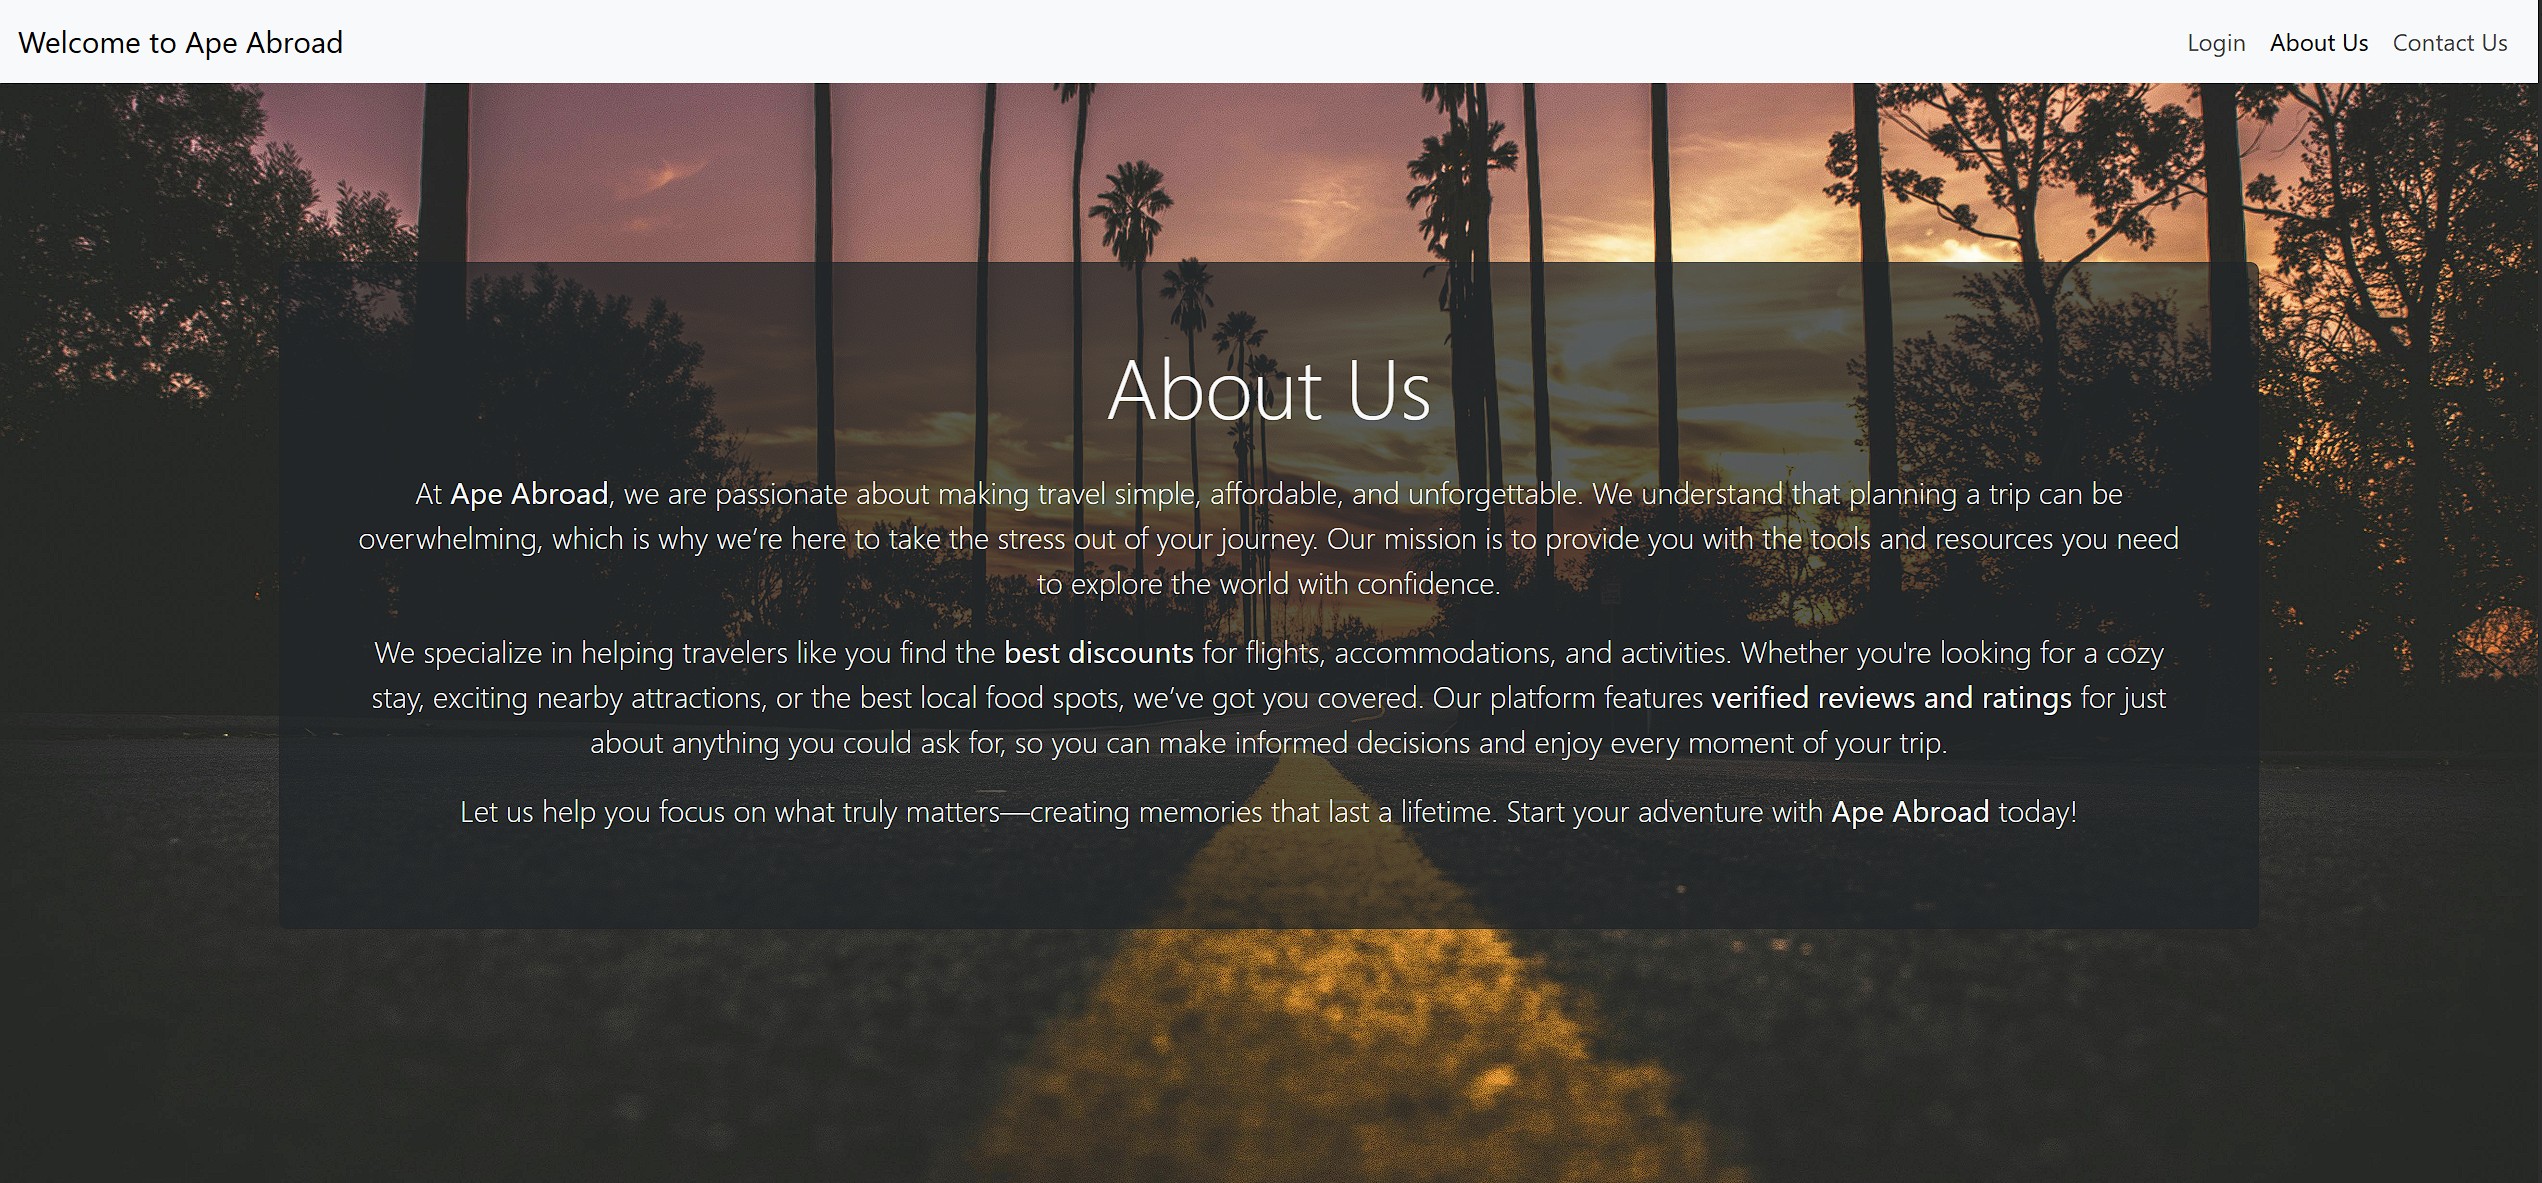 Welcome to Ape Abroad
Login About Us Contact Us
About Us
At Ape Abroad, we are passionate about making travel simple, affordable, and unforgettable. We understand that planning a trip can be
overwhelming, which is why we’re here to take the stress out of your journey. Our mission is to provide you with the tools and resources you need
to explore the world with confidence.
We specialize in helping travelers like you find the best discounts for flights, accommodations, and activities. Whether you're looking for a cozy
stay, exciting nearby attractions, or the best local food spots, we’ve got you covered. Our platform features verified reviews and ratings for just
about anything you could ask for, so you can make informed decisions and enjoy every moment of your trip.
Let us help you focus on what truly matters—creating memories that last a lifetime. Start your adventure with Ape Abroad today!